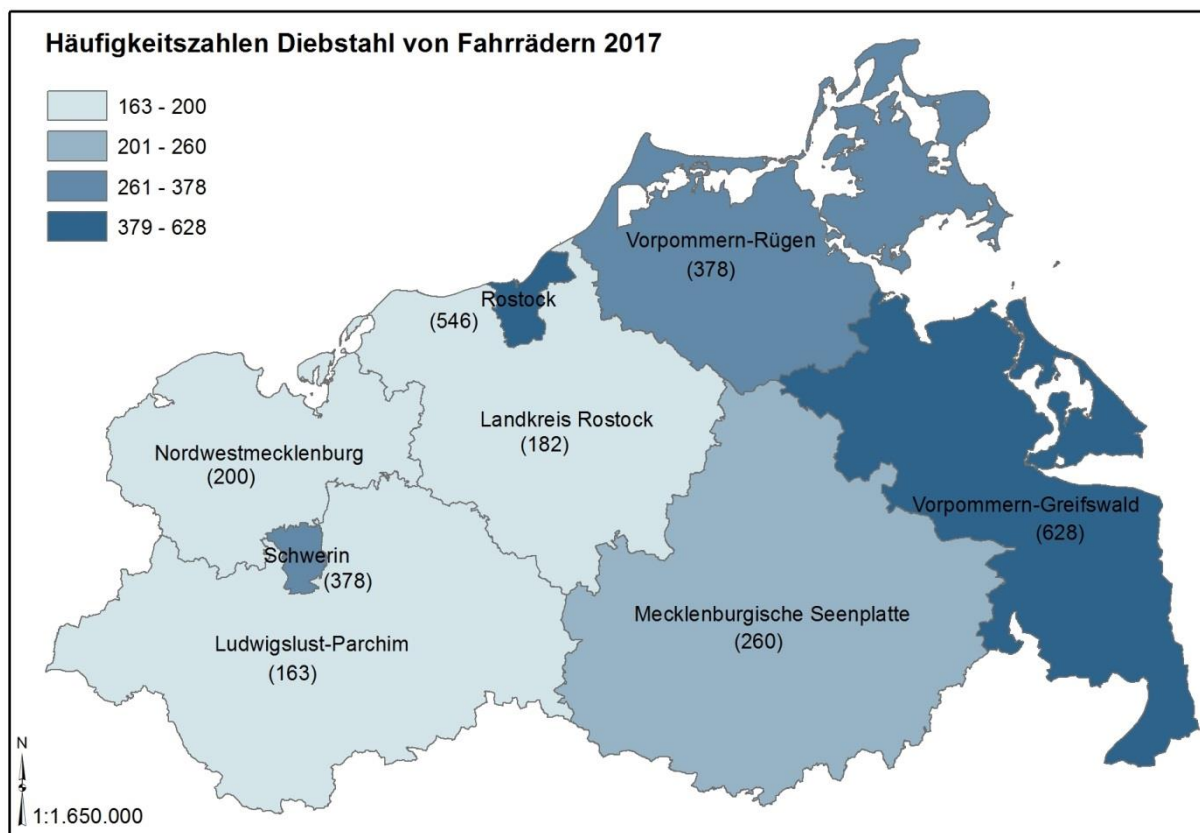 Häufigkeitszahlen Diebstahl von Fahrrädern 2017
163 - 200
201 - 260
261 - 378
379 - 628
Vorpommern-Rügen
(378)
Rostock
(546)
Landkreis Rostock
(182)
Nordwestmecklenburg
(200)
Vorpommern-Greifswald
(628)
Schwerin
(378)
Mecklenburgische Seenplatte
(260)
Ludwigslust-Parchim
(163)
N
1:1.650.000